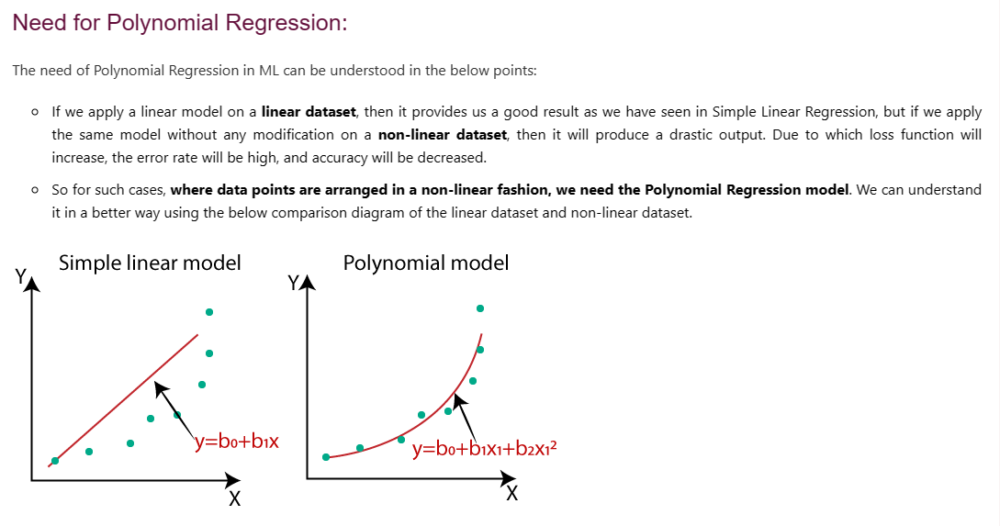 Need for Polynomial Regression:
The need of Polynomial Regression in ML can be understood in the below points:
If we apply a linear model on a linear dataset, then it provides us a good result as we have seen in Simple Linear Regression, but if we apply
the same model without any modification on a non-linear dataset, then it will produce a drastic output. Due to which loss function will
increase, the error rate will be high, and accuracy will be decreased.
So for such cases, where data points are arranged in a non-linear fashion, we need the Polynomial Regression model. We can understand
it in a better way using the below comparison diagram of the linear dataset and non-linear dataset.
Simple linear model
Y
y=b₀+b₁x
X
Polynomial model
Y
y=b₀+b₁x₁+b₂x₁²
X